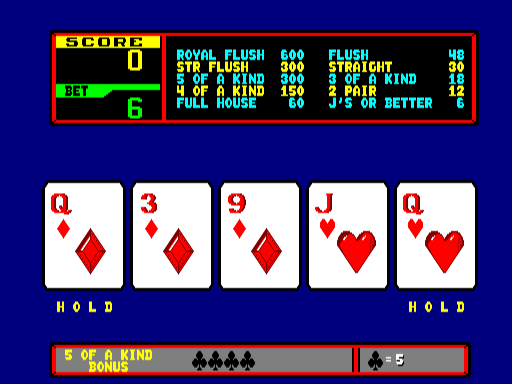 SCORE
0
BET
6
ROYAL FLUSH 600
STR FLUSH 300
5 OF A KIND 300
4 OF A KIND 150
FULL HOUSE 60
FLUSH 48
STRAIGHT 30
3 OF A KIND 18
2 PAIR 12
J'S OR BETTER 6
Q 3 9 J Q
HOLD HOLD
5 OF A KIND
BONUS
= 5